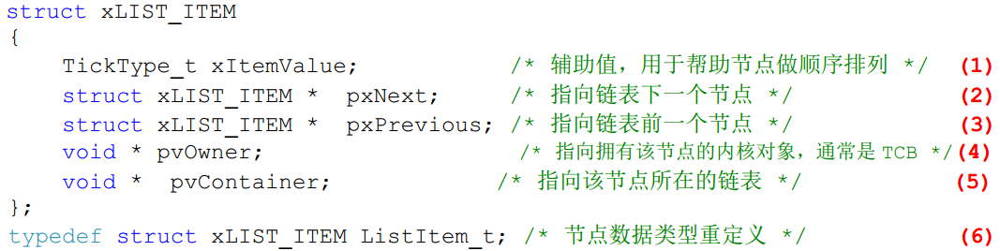 struct xLIST_ITEM
{
TickType_t xItemValue; /* 辅助值，用于帮助节点做顺序排列 */ (1)
struct xLIST_ITEM * pxNext; /* 指向链表下一个节点 */ (2)
struct xLIST_ITEM * pxPrevious; /* 指向链表前一个节点 */ (3)
void * pvOwner; /* 指向拥有该节点的内核对象，通常是 TCB */(4)
void * pvContainer; /* 指向该节点所在的链表 */ (5)
};
typedef struct xLIST_ITEM ListItem_t; /* 节点数据类型重定义 */ (6)